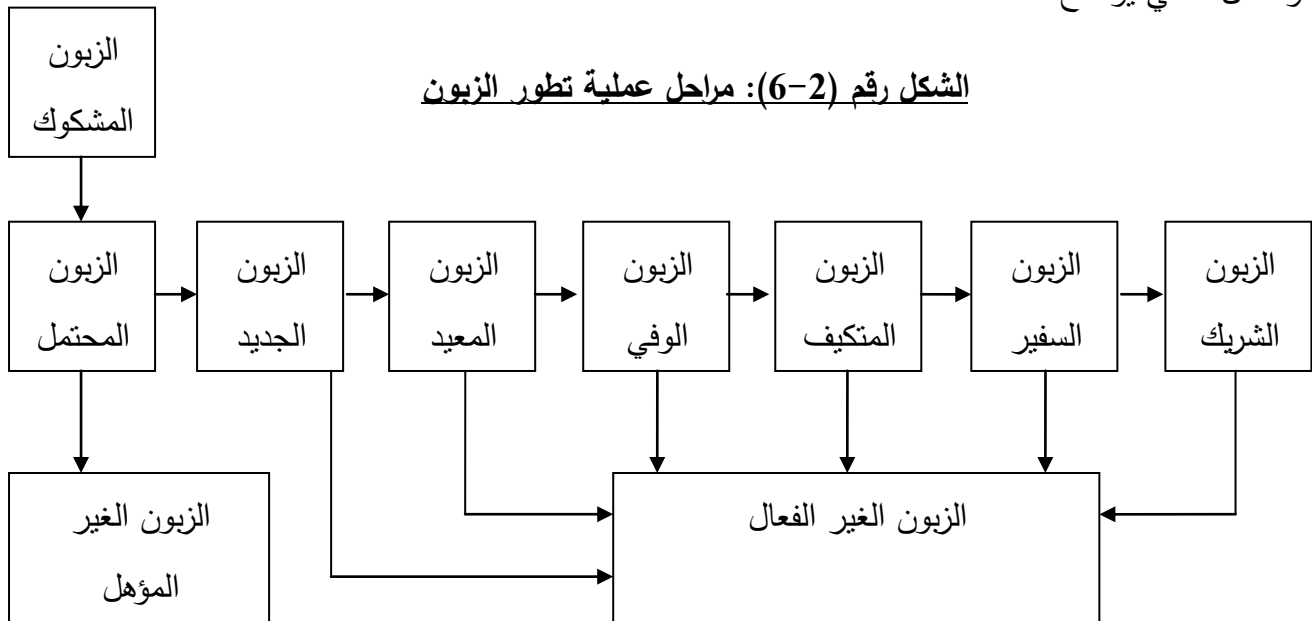 الزبون
المشكوك
الشكل رقم (2-6): مراحل عملية تطور الزبون
الزبون
المحتمل
الزبون
الجديد
الزبون
المعيد
الزبون
الوفي
الزبون
المتكيف
الزبون
السفير
الزبون
الشريك
الزبون الغير
المؤهل
الزبون الغير الفعال